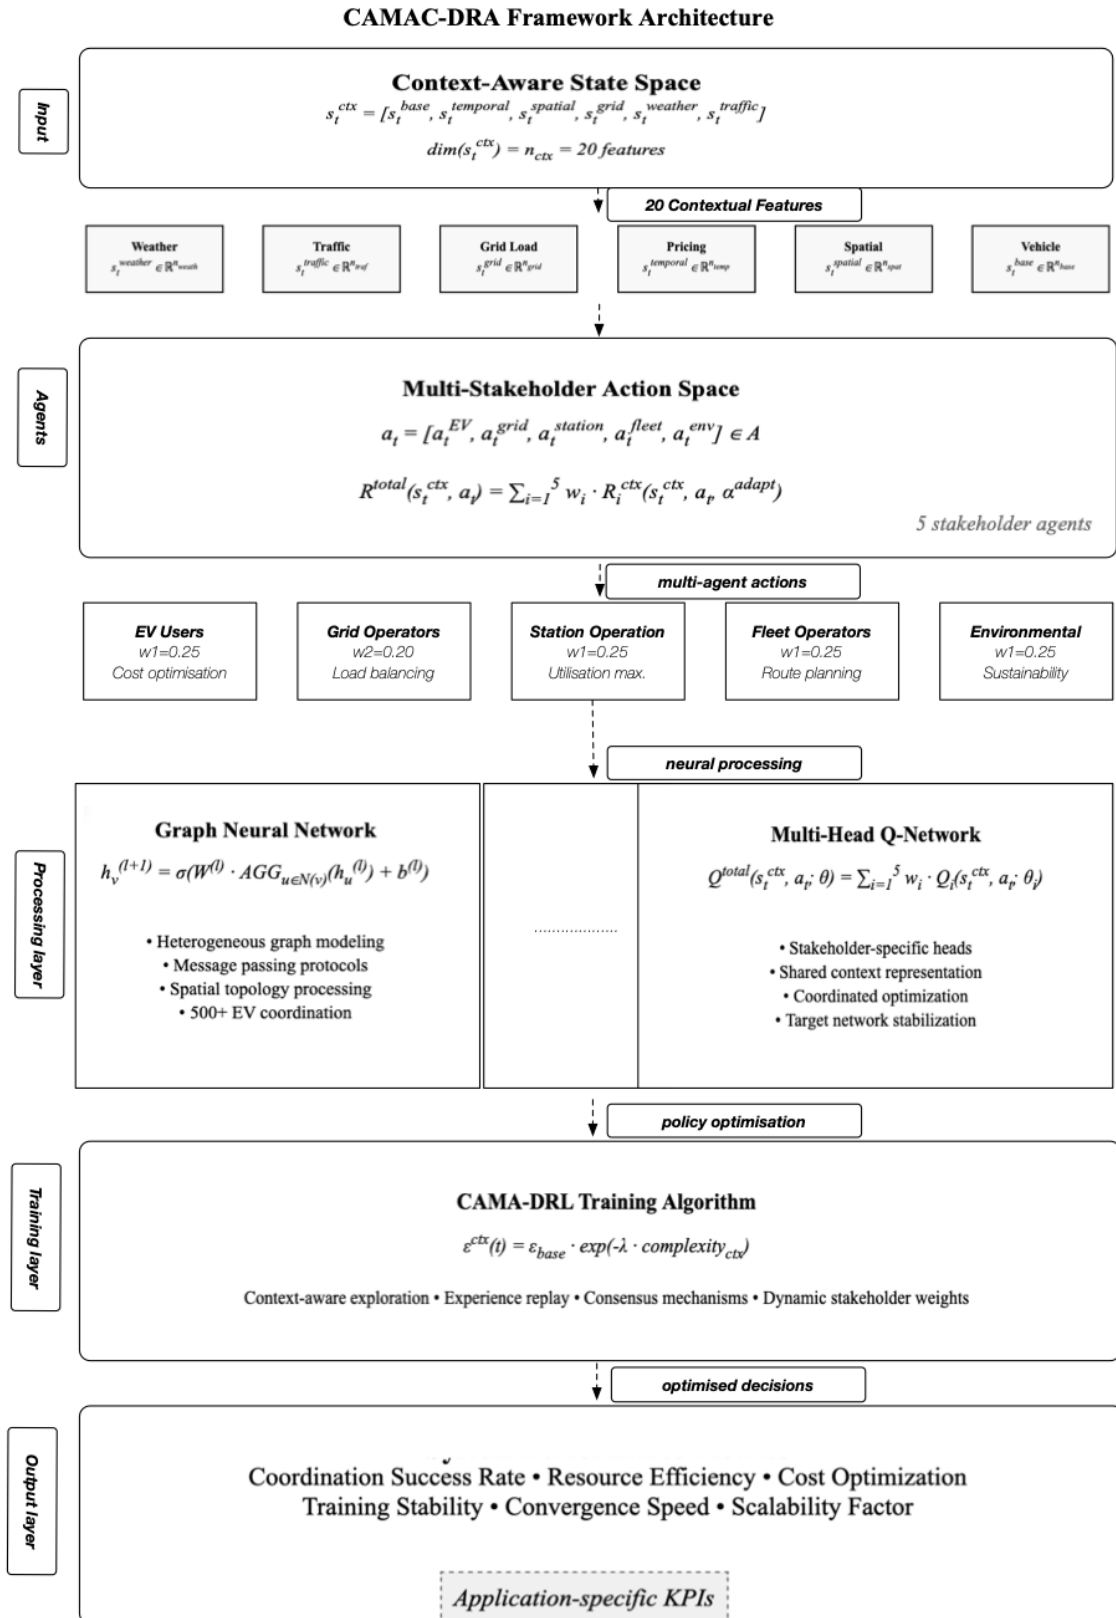 CAMAC-DRA Framework Architecture
Input
Context-Aware State Space
s_t^ctx = [s_t^base, s_t^temporal, s_t^spatial, s_t^grid, s_t^weather, s_t^traffic]
dim(s_t^ctx) = n_ctx = 20 features
20 Contextual Features
Weather
s_t^weather ∈ ℝ^n_weath
Traffic
s_t^traffic ∈ ℝ^n_traf
Grid Load
s_t^grid ∈ ℝ^n_grid
Pricing
s_t^temporal ∈ ℝ^n_temp
Spatial
s_t^spatial ∈ ℝ^n_spat
Vehicle
s_t^base ∈ ℝ^n_base
Agents
Multi-Stakeholder Action Space
a_t = [a_t^EV, a_t^grid, a_t^station, a_t^fleet, a_t^env] ∈ A
R^total(s_t^ctx, a_t) = ∑_i=1^5 w_i · R_i^ctx(s_t^ctx, a_t, α^adapt)
5 stakeholder agents
multi-agent actions
EV Users
w1=0.25
Cost optimisation
Grid Operators
w2=0.20
Load balancing
Station Operation
w1=0.25
Utilisation max.
Fleet Operators
w1=0.25
Route planning
Environmental
w1=0.25
Sustainability
neural processing
Processing layer
Graph Neural Network
h_v^(l+1) = σ(W^(l) · AGG_u∈N(v)(h_u^(l)) + b^(l))
• Heterogeneous graph modeling
• Message passing protocols
• Spatial topology processing
• 500+ EV coordination
....................
Multi-Head Q-Network
Q^total(s_t^ctx, a_t; θ) = ∑_i=1^5 w_i · Q_i(s_t^ctx, a_t; θ_i)
• Stakeholder-specific heads
• Shared context representation
• Coordinated optimization
• Target network stabilization
policy optimisation
Training layer
CAMA-DRL Training Algorithm
ε^ctx(t) = ε_base · exp(-λ · complexity_ctx)
Context-aware exploration • Experience replay • Consensus mechanisms • Dynamic stakeholder weights
optimised decisions
Output layer
Coordination Success Rate • Resource Efficiency • Cost Optimization
Training Stability • Convergence Speed • Scalability Factor
Application-specific KPIs